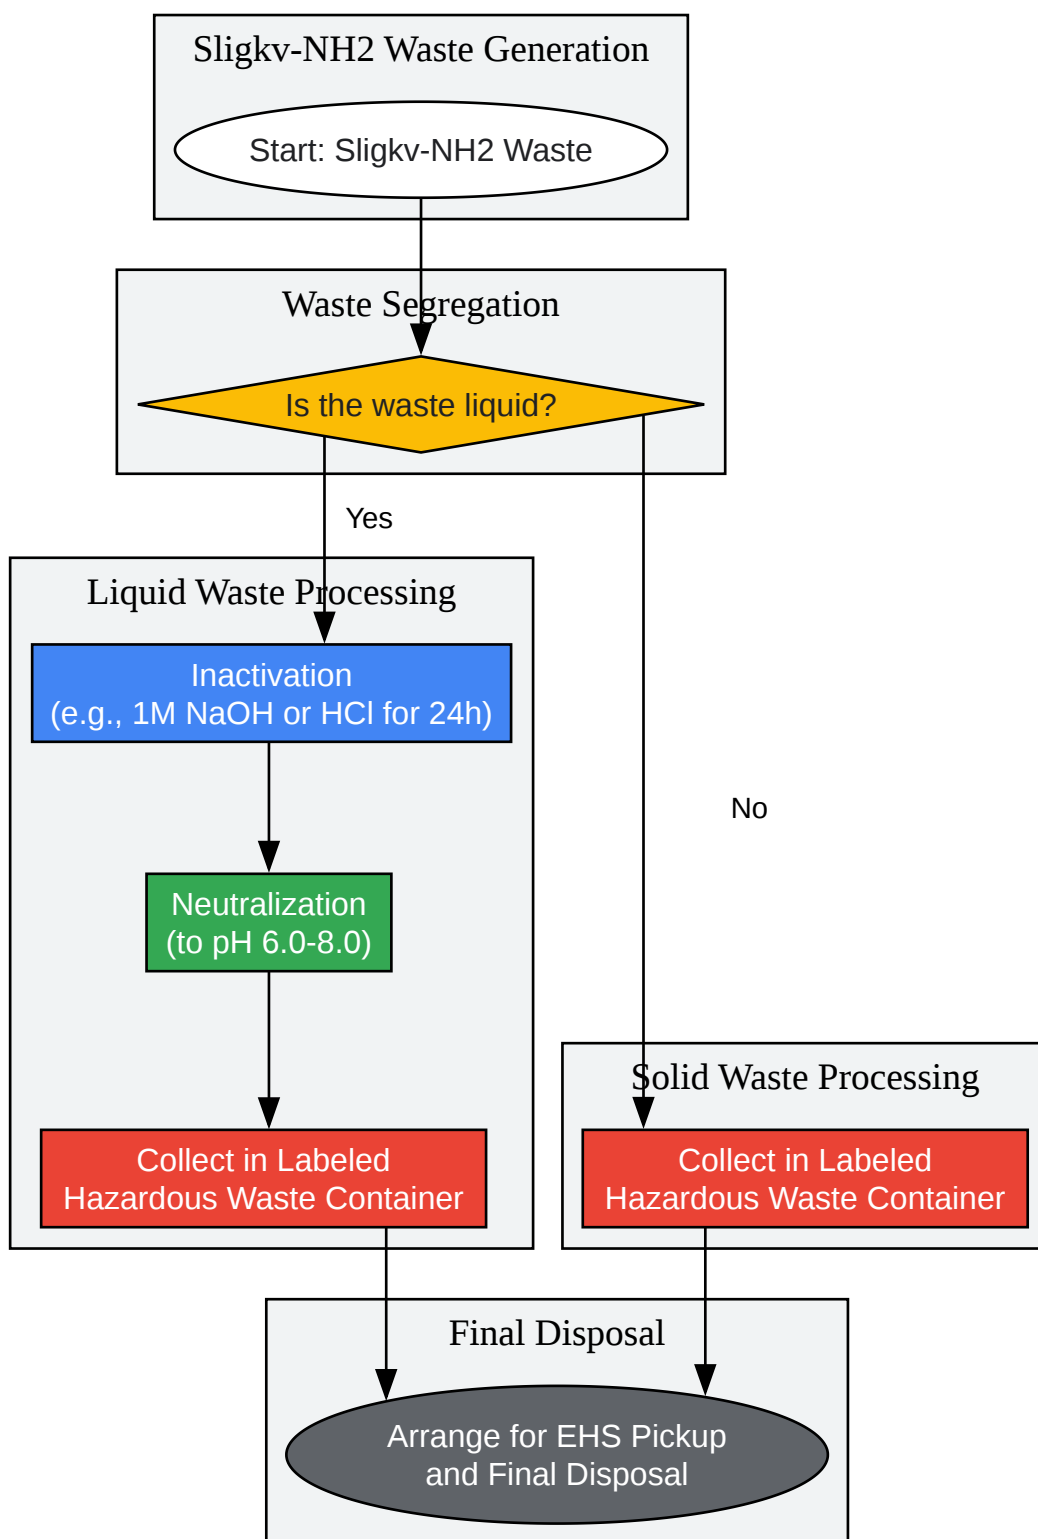 Sligkv-NH2 Waste Generation
Start: Sligkv-NH2 Waste
Waste Segregation
Is the waste liquid?
Yes
No
Liquid Waste Processing
Inactivation
(e.g., 1M NaOH or HCl for 24h)
Neutralization
(to pH 6.0-8.0)
Collect in Labeled
Hazardous Waste Container
Solid Waste Processing
Collect in Labeled
Hazardous Waste Container
Final Disposal
Arrange for EHS Pickup
and Final Disposal